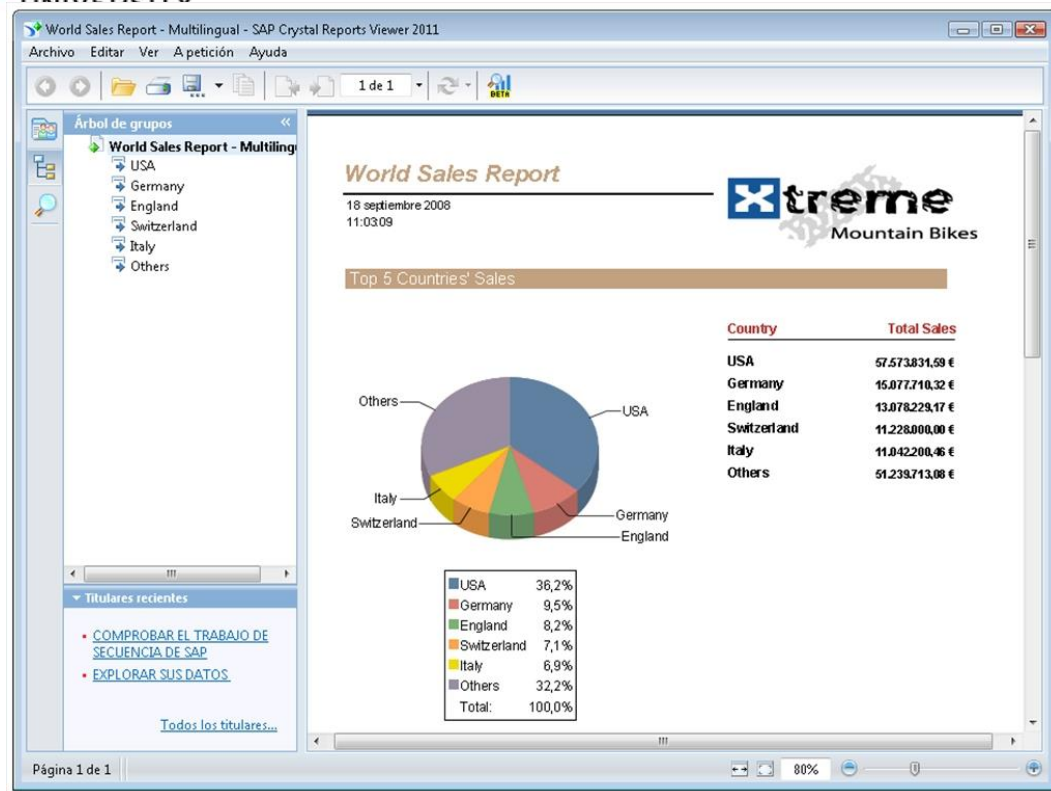 World Sales Report - Multilingual - SAP Crystal Reports Viewer 2011
Archivo Editar Ver A petición Ayuda
1 de 1
BETA
Árbol de grupos
World Sales Report - Multiling
USA
Germany
England
Switzerland
Italy
Others
World Sales Report
18 septiembre 2008
11:03:09
Xtreme
Mountain Bikes
Top 5 Countries' Sales
Country Total Sales
USA 57.573.831,59 €
Germany 15.077.710,32 €
England 13.078.229,17 €
Switzerland 11.228.000,00 €
Italy 11.042.200,46 €
Others 51.239.713,08 €
Others
USA
Italy
Switzerland
Germany
England
USA 36,2%
Germany 9,5%
England 8,2%
Switzerland 7,1%
Italy 6,9%
Others 32,2%
Total: 100,0%
Titulares recientes
COMPROBAR EL TRABAJO DE
SECUENCIA DE SAP
EXPLORAR SUS DATOS
Todos los titulares...
Página 1 de 1
80%